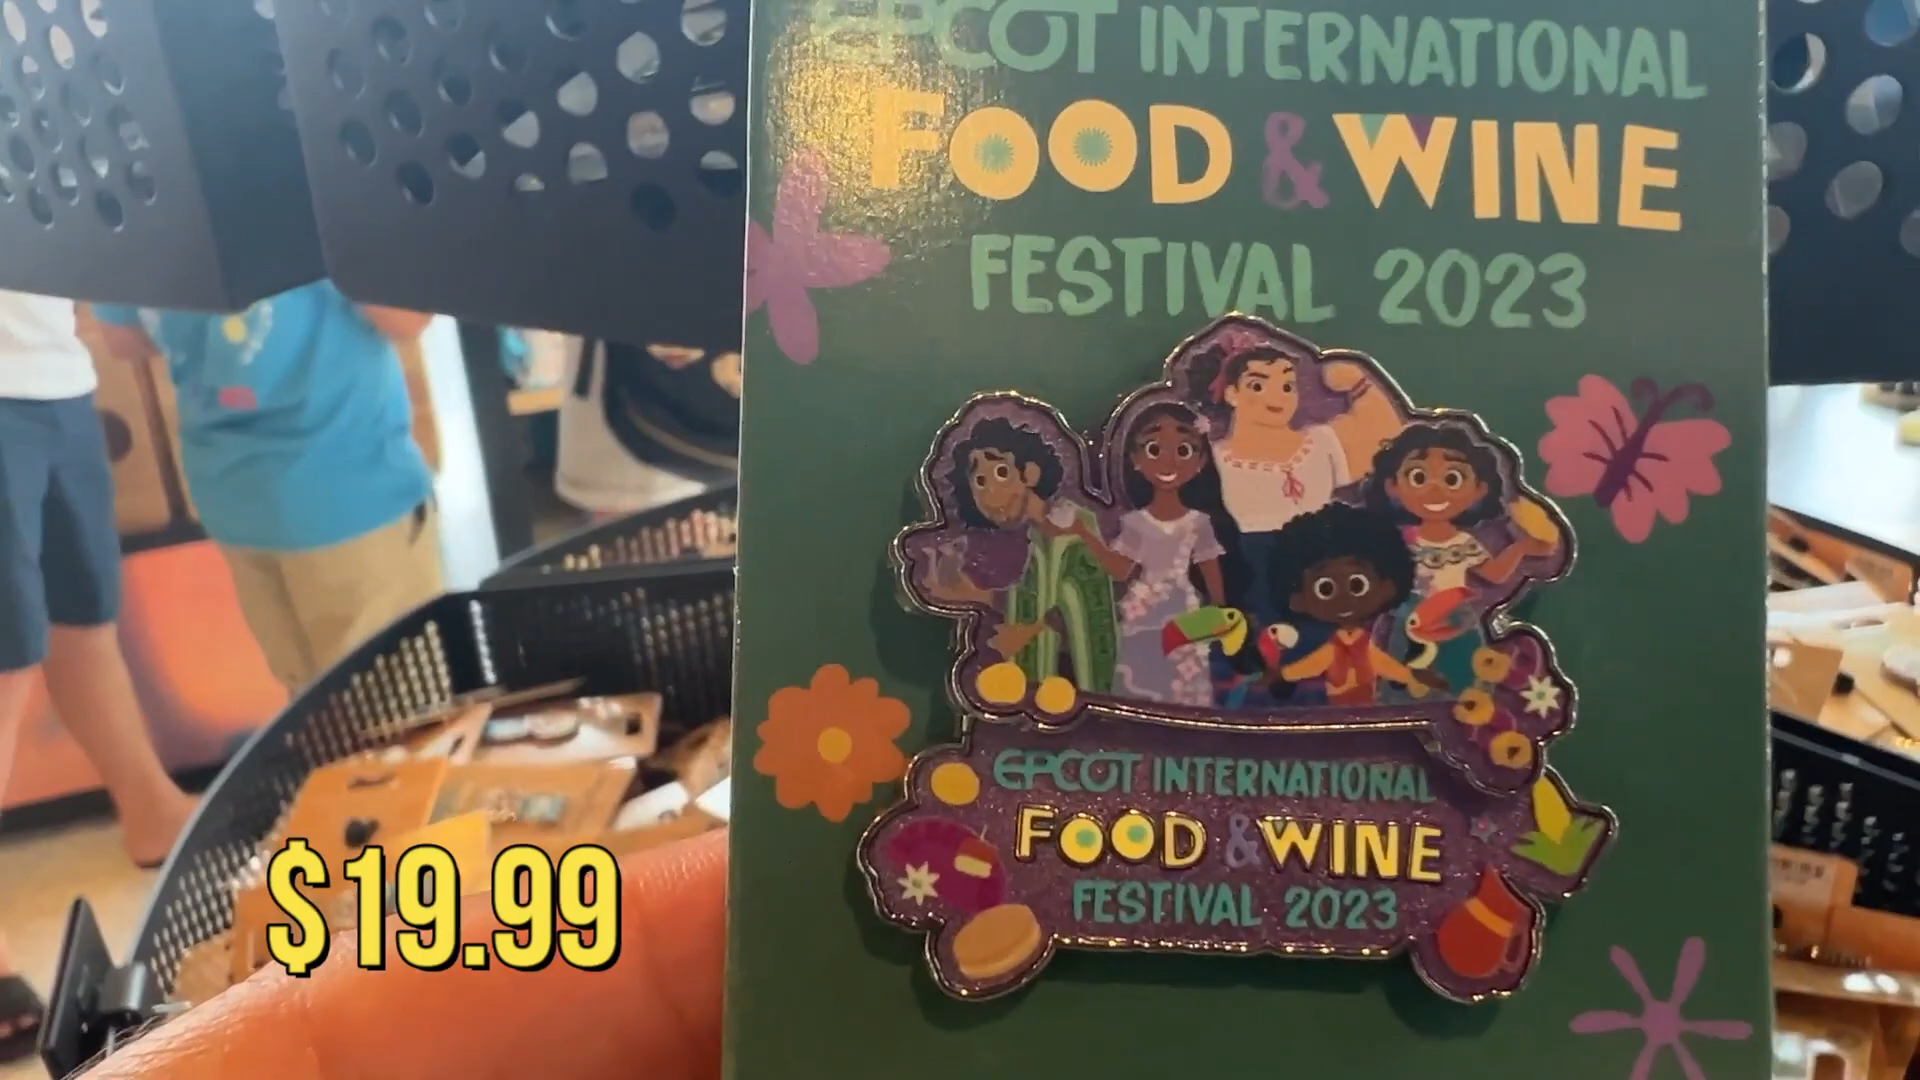 EPCOT INTERNATIONAL
FOOD & WINE
FESTIVAL 2023
EPCOT INTERNATIONAL
FOOD & WINE
FESTIVAL 2023
$19.99